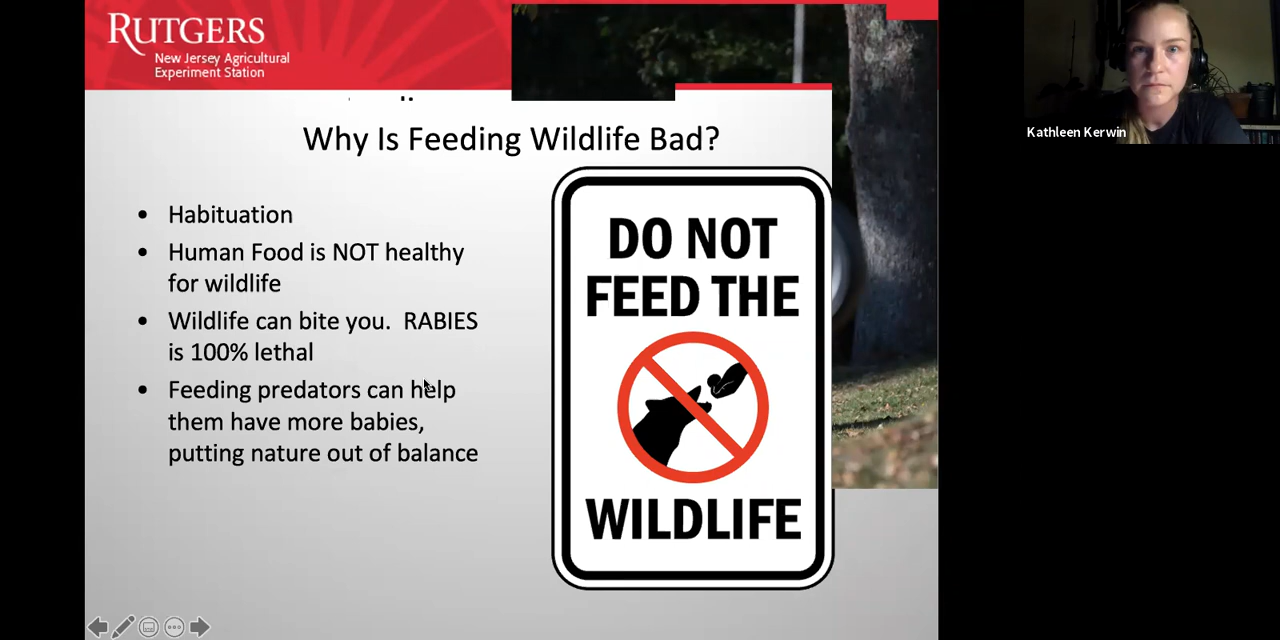 RUTGERS
New Jersey Agricultural
Experiment Station
Why Is Feeding Wildlife Bad?
• Habituation
• Human Food is NOT healthy
for wildlife
• Wildlife can bite you. RABIES
is 100% lethal
• Feeding predators can help
them have more babies,
putting nature out of balance
DO NOT
FEED THE
WILDLIFE
Kathleen Kerwin